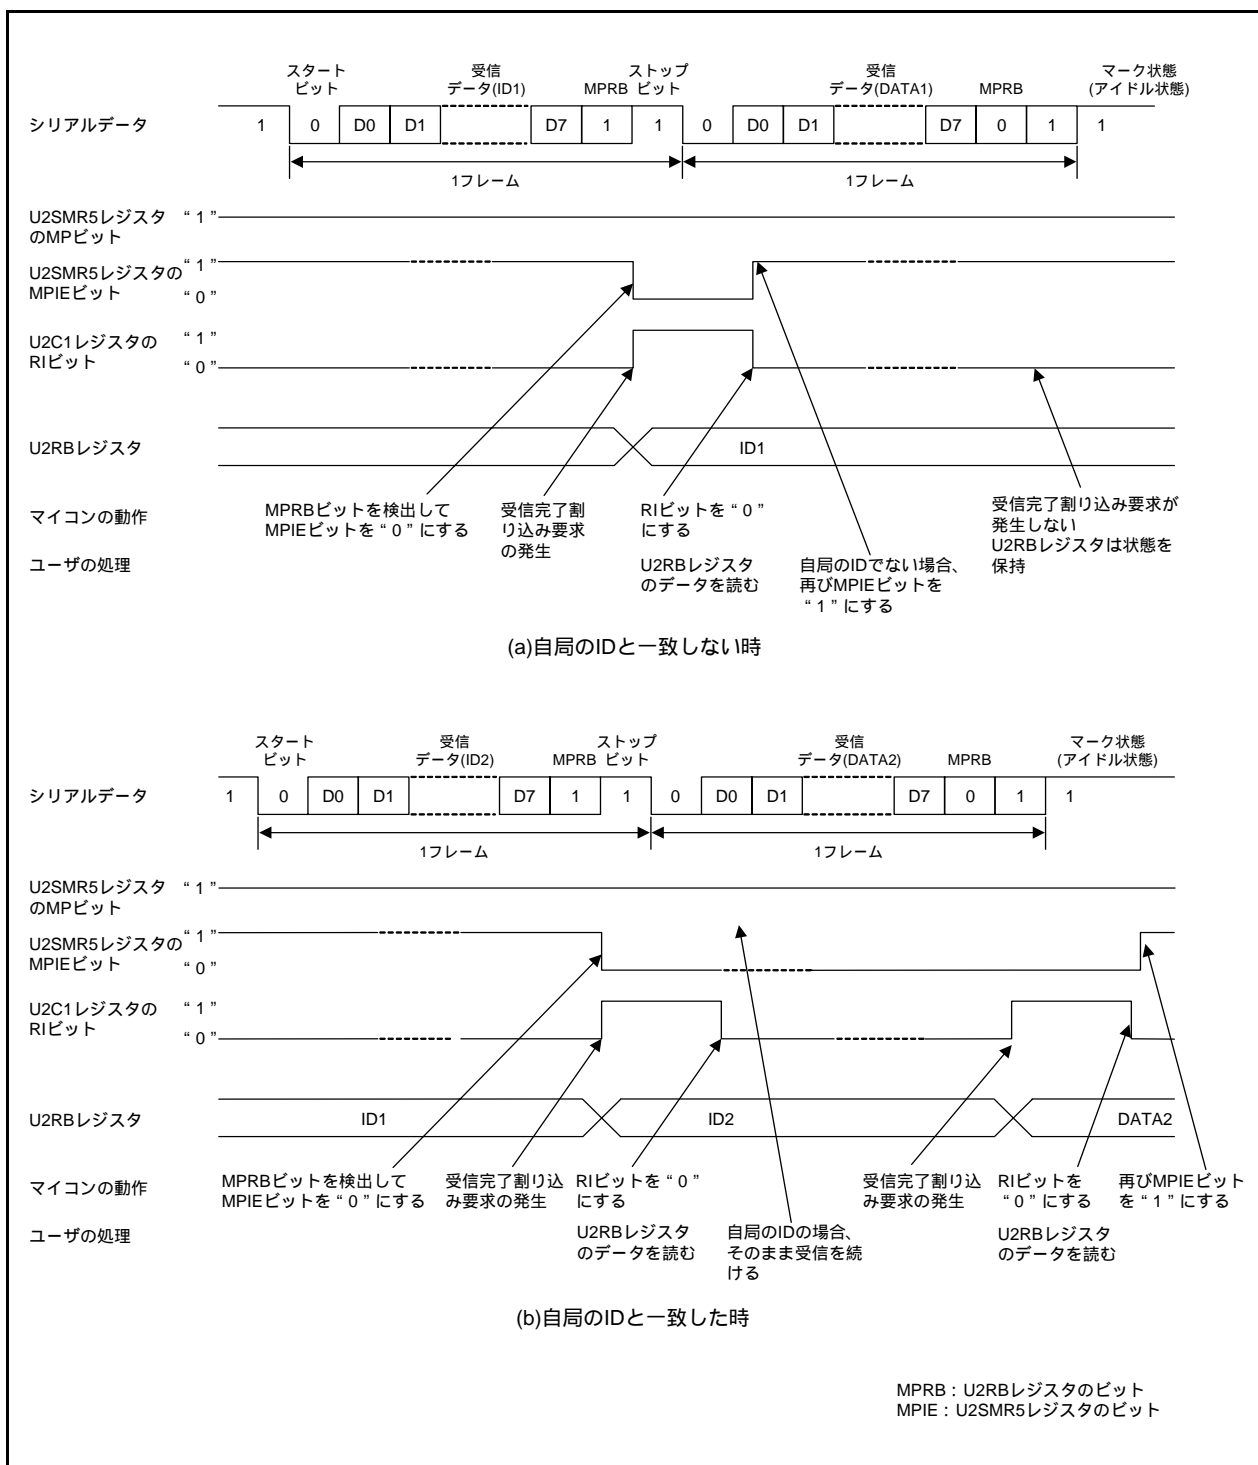 スタート
ビット
受信
データ(ID1)
MPRB
ストップ
ビット
受信
データ(DATA1)
MPRB
マーク状態
(アイドル状態)
シリアルデータ
1 0 D0 D1 D7 1 1 0 D0 D1 D7 0 1 1
1フレーム
1フレーム
U2SMR5レジスタ
のMPビット
“1”
U2SMR5レジスタの
MPIEビット
“1”
“0”
U2C1レジスタの
RIビット
“1”
“0”
U2RBレジスタ
ID1
マイコンの動作
MPRBビットを検出して
MPIEビットを“0”にする
受信完了割
り込み要求
の発生
RIビットを“0”
にする
受信完了割り込み要求が
発生しない
U2RBレジスタは状態を
保持
ユーザの処理
U2RBレジスタ
のデータを読む
自局のIDでない場合、
再びMPIEビットを
“1”にする
(a)自局のIDと一致しない時
スタート
ビット
受信
データ(ID2)
MPRB
ストップ
ビット
受信
データ(DATA2)
MPRB
マーク状態
(アイドル状態)
シリアルデータ
1 0 D0 D1 D7 1 1 0 D0 D1 D7 0 1 1
1フレーム
1フレーム
U2SMR5レジスタ
のMPビット
“1”
U2SMR5レジスタの
MPIEビット
“1”
“0”
U2C1レジスタの
RIビット
“1”
“0”
U2RBレジスタ
ID1
ID2
DATA2
マイコンの動作
MPRBビットを検出して
MPIEビットを“0”にする
受信完了割り込
み要求の発生
RIビットを“0”
にする
受信完了割り込
み要求の発生
RIビットを
“0”にする
再びMPIEビット
を“1”にする
ユーザの処理
U2RBレジスタ
のデータを読む
自局のIDの場合、
そのまま受信を続
ける
U2RBレジスタ
のデータを読む
(b)自局のIDと一致した時
MPRB：U2RBレジスタのビット
MPIE：U2SMR5レジスタのビット